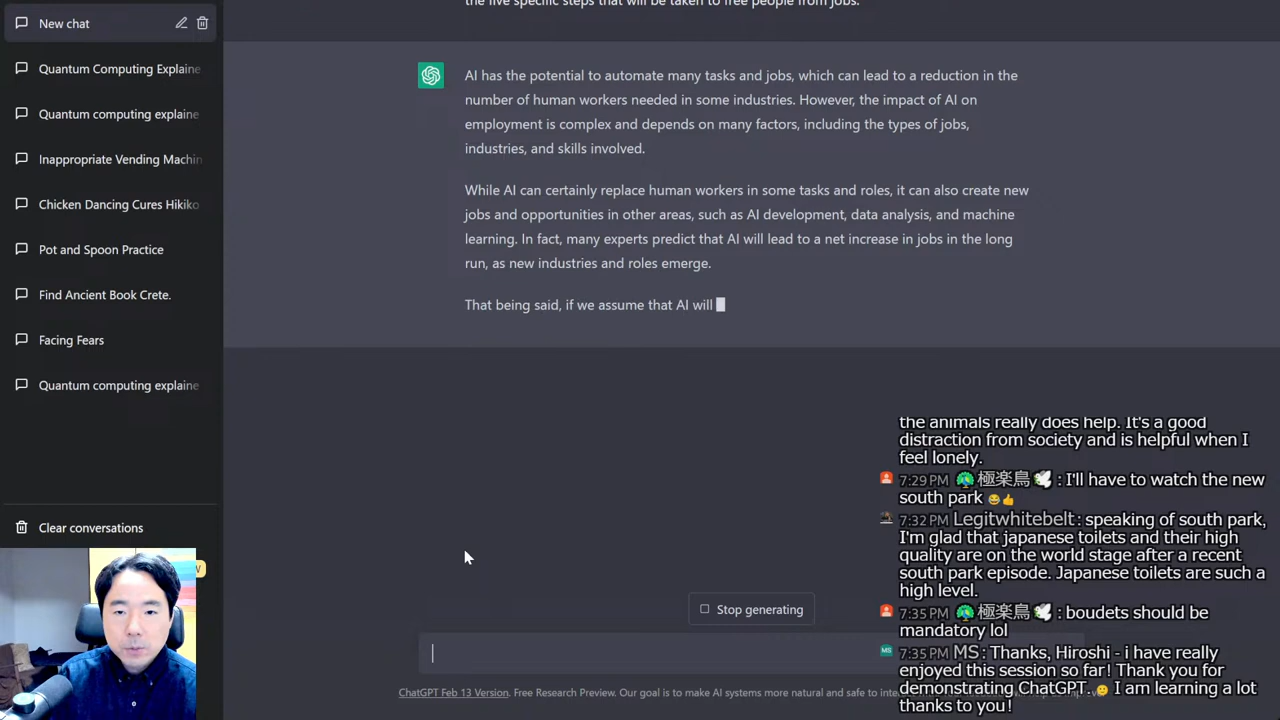 the five specific steps that will be taken to free people from jobs.
New chat
Quantum Computing Explaine
Quantum computing explaine
Inappropriate Vending Machin
Chicken Dancing Cures Hikiko
Pot and Spoon Practice
Find Ancient Book Crete.
Facing Fears
Quantum computing explaine
Clear conversations
AI has the potential to automate many tasks and jobs, which can lead to a reduction in the
number of human workers needed in some industries. However, the impact of AI on
employment is complex and depends on many factors, including the types of jobs,
industries, and skills involved.
While AI can certainly replace human workers in some tasks and roles, it can also create new
jobs and opportunities in other areas, such as AI development, data analysis, and machine
learning. In fact, many experts predict that AI will lead to a net increase in jobs in the long
run, as new industries and roles emerge.
That being said, if we assume that AI will
Stop generating
ChatGPT Feb 13 Version. Free Research Preview. Our goal is to make AI systems more natural and safe to
the animals really does help. It's a good
distraction from society and is helpful when I
feel lonely.
7:29 PM 極楽鳥 : I'll have to watch the new
south park 😂👍
7:32 PM Legitwhitebelt : speaking of south park,
I'm glad that japanese toilets and their high
quality are on the world stage after a recent
south park episode. Japanese toilets are such a
high level.
7:35 PM 極楽鳥 : boudets should be
mandatory lol
MS 7:35 PM MS : Thanks, Hiroshi - i have really
enjoyed this session so far! Thank you for
demonstrating ChatGPT. 🙂 I am learning a lot
thanks to you!